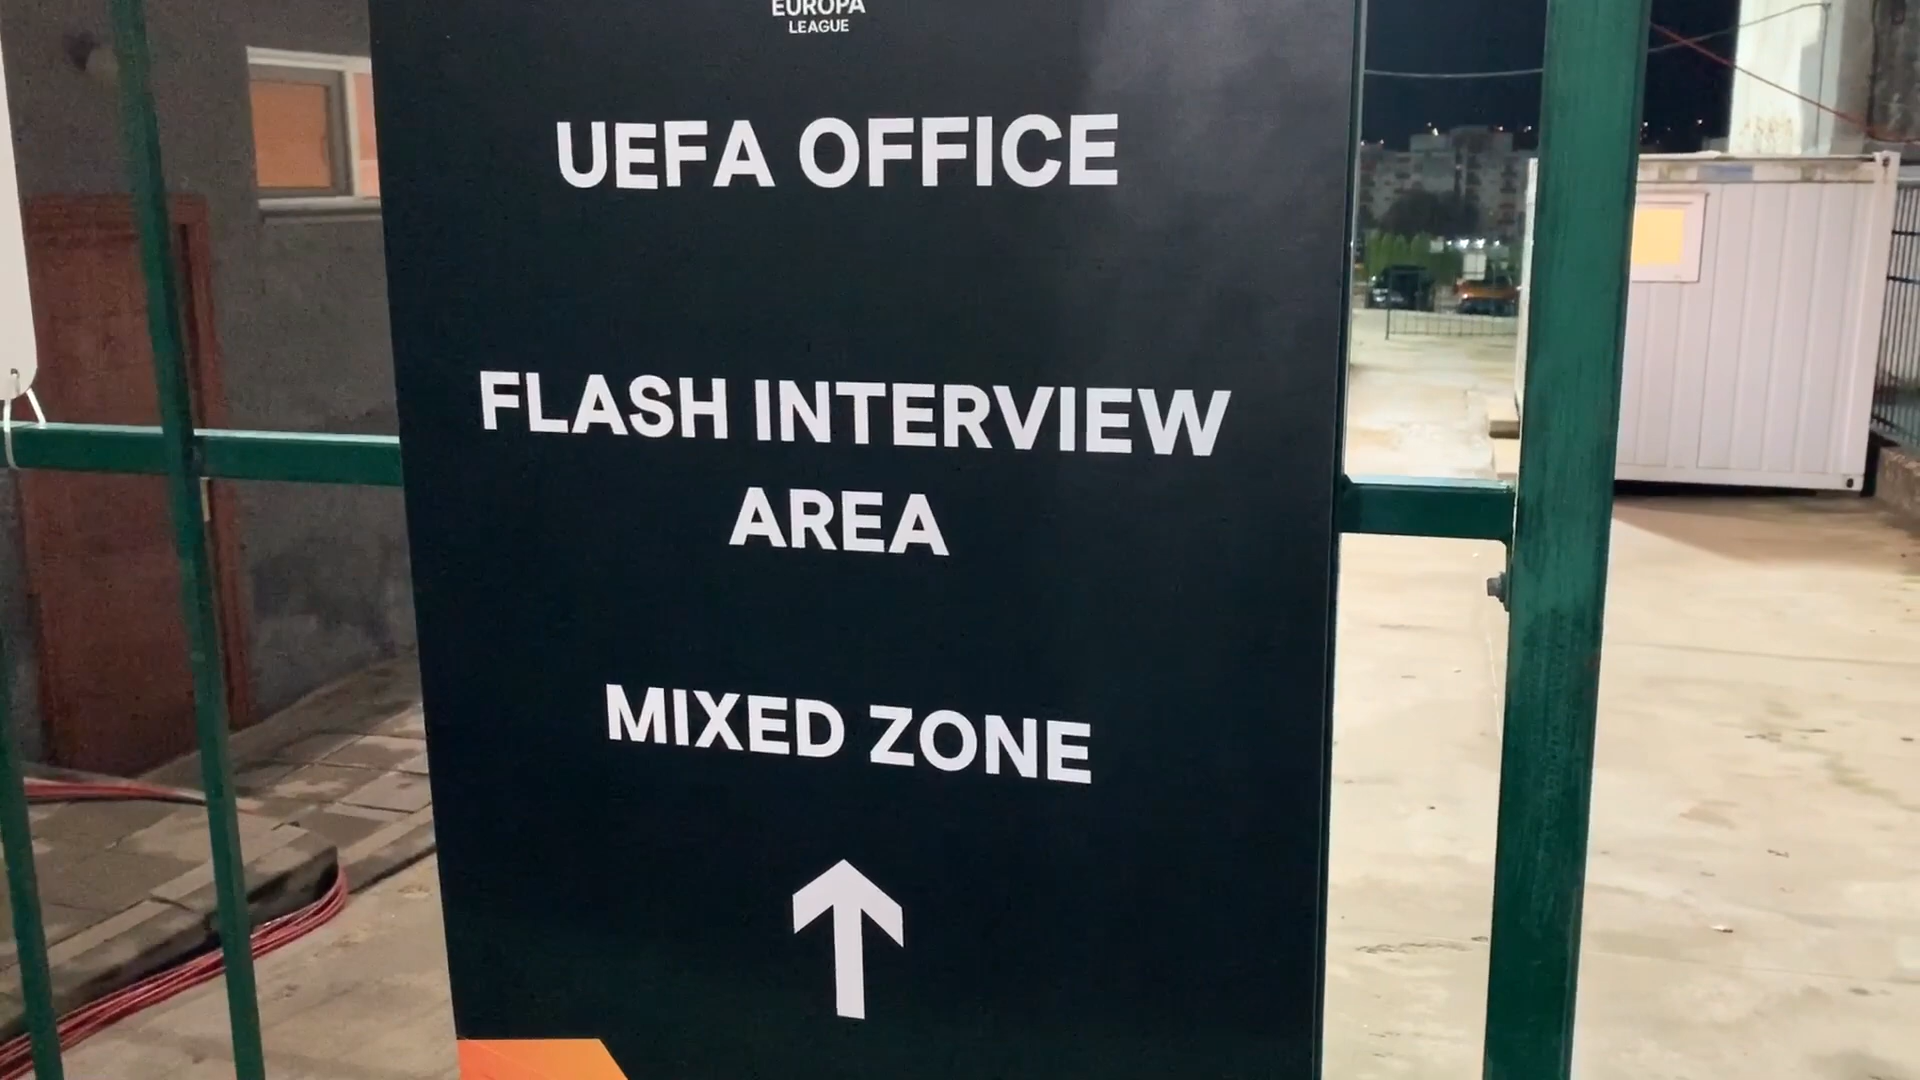 EUROPA
LEAGUE
UEFA OFFICE
FLASH INTERVIEW
AREA
MIXED ZONE